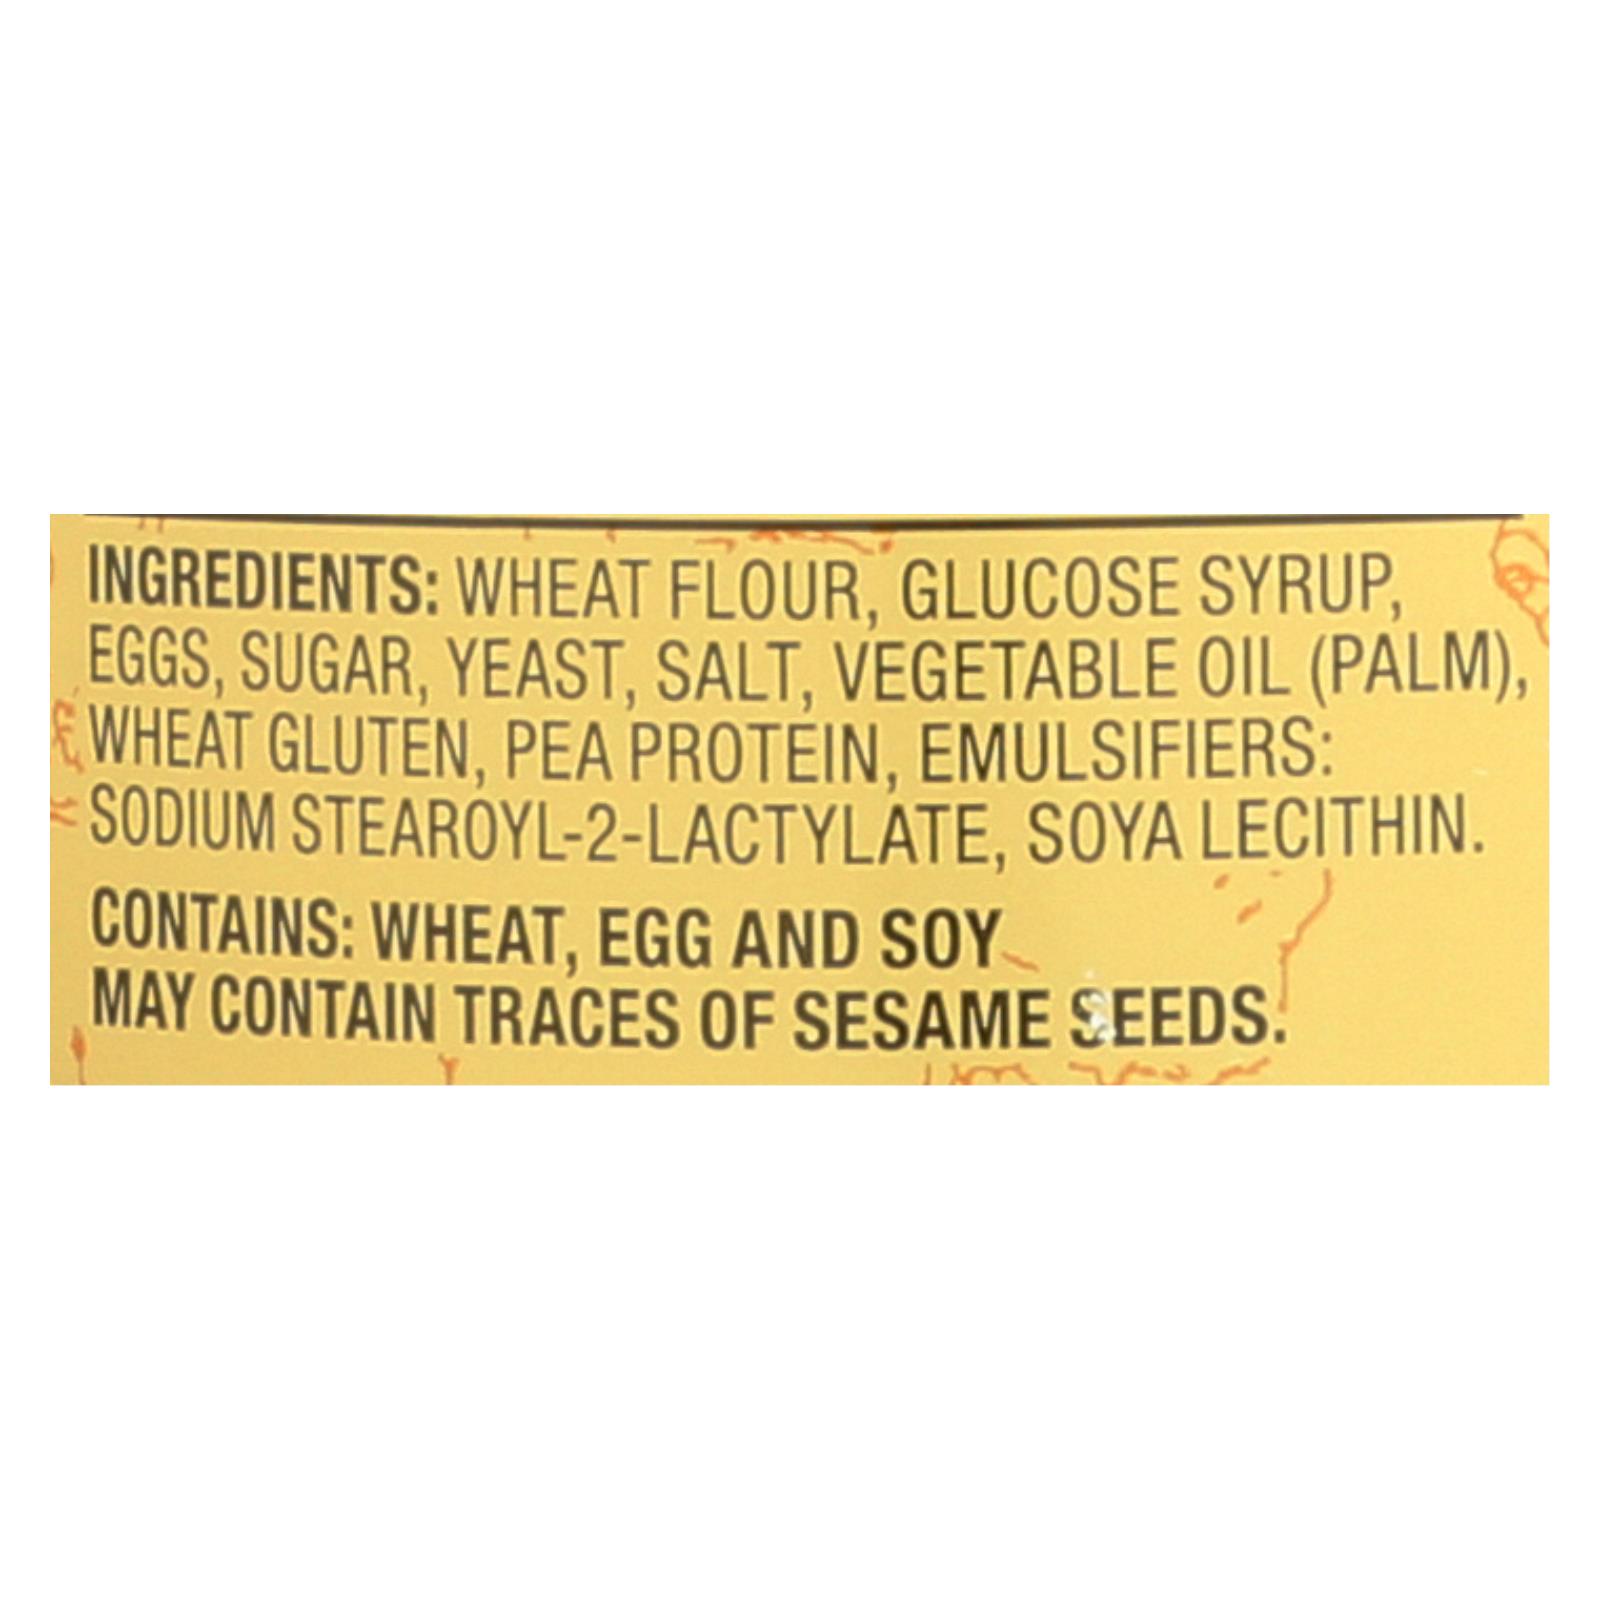 INGREDIENTS: WHEAT FLOUR, GLUCOSE SYRUP,
EGGS, SUGAR, YEAST, SALT, VEGETABLE OIL (PALM),
WHEAT GLUTEN, PEA PROTEIN, EMULSIFIERS:
SODIUM STEAROYL-2-LACTYLATE, SOYA LECITHIN.
CONTAINS: WHEAT, EGG AND SOY
MAY CONTAIN TRACES OF SESAME SEEDS.